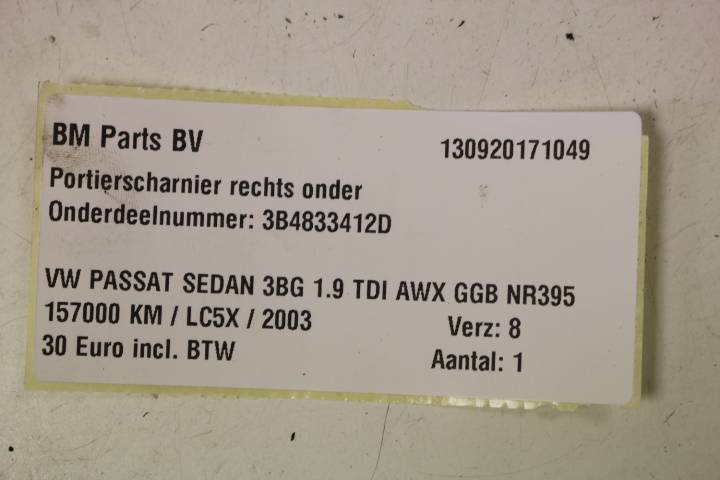 BM Parts BV 130920171049
Portierscharnier rechts onder
Onderdeelnummer: 3B4833412D
VW PASSAT SEDAN 3BG 1.9 TDI AWX GGB NR395
157000 KM / LC5X / 2003 Verz: 8
30 Euro incl. BTW Aantal: 1